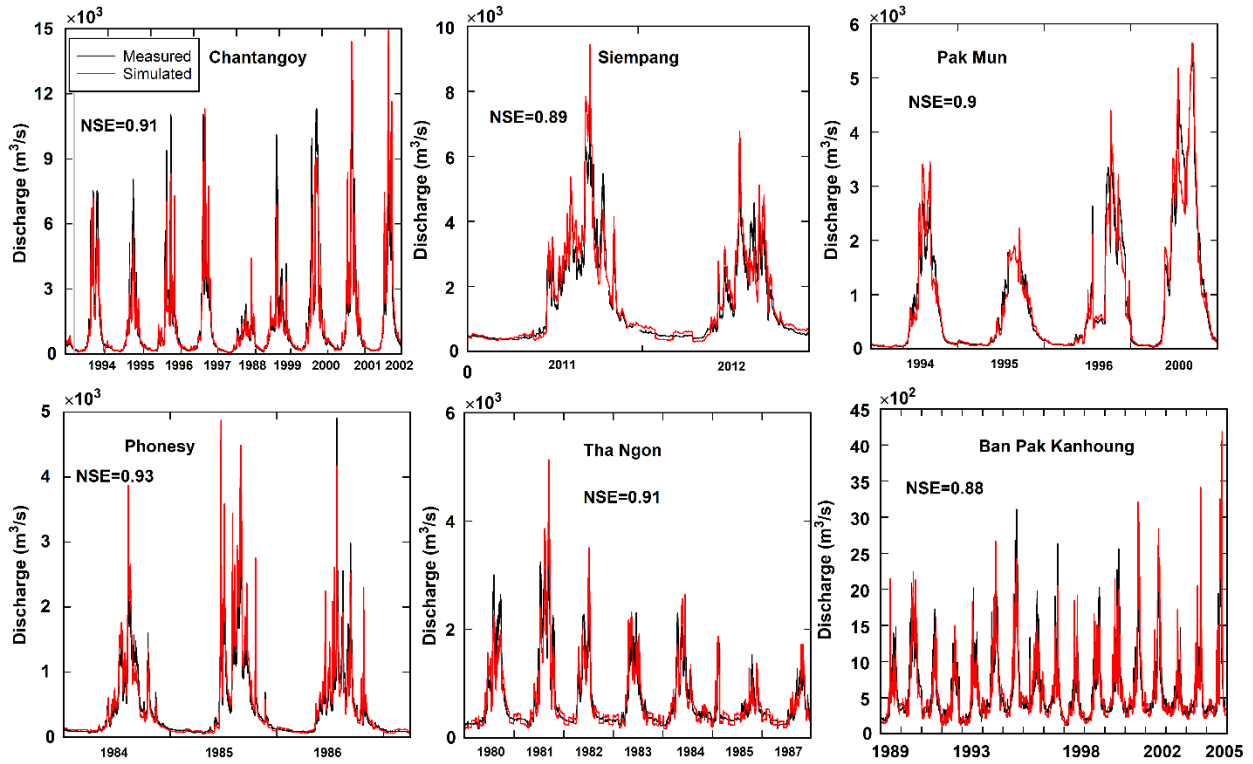 ×10³
15
12
9
6
3
0
Measured
Simulated
Chantangoy
NSE=0.91
Discharge (m³/s)
1994 1995 1996 1997 1988 1999 2000 2001 2002
×10³
10
8
6
4
2
0
Siempang
NSE=0.89
Discharge (m³/s)
0
2011 2012
×10³
6
5
4
3
2
1
0
Pak Mun
NSE=0.9
Discharge (m³/s)
1994 1995 1996 2000
×10³
5
4
3
2
1
0
Phonesy
NSE=0.93
Discharge (m³/s)
1984 1985 1986
×10³
6
4
2
0
Tha Ngon
NSE=0.91
Discharge (m³/s)
1980 1981 1982 1983 1984 1985 1987
×10²
45
40
35
30
25
20
15
10
5
0
Ban Pak Kanhoung
NSE=0.88
Discharge (m³/s)
1989 1993 1998 2002 2005